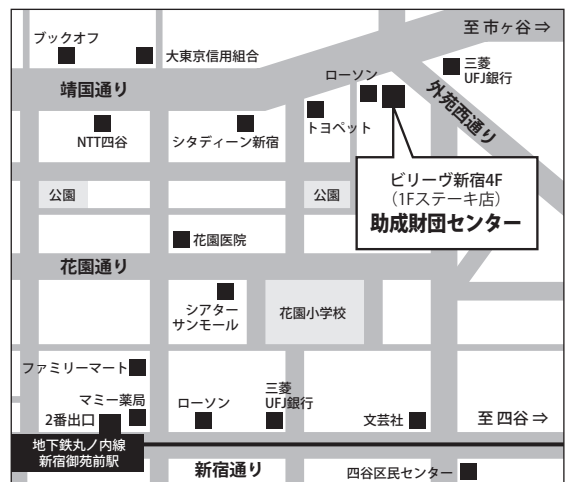 至市ヶ谷⇒
ブックオフ
大東京信用組合
三菱
UFJ銀行
靖国通り
ローソン
外苑西通り
NTT四谷
シタディーン新宿
トヨペット
ビリーヴ新宿4F
（1Fステーキ店）
助成財団センター
公園
公園
花園医院
花園通り
シアター
サンモール
花園小学校
ファミリーマート
マミー薬局
2番出口
ローソン
三菱
UFJ銀行
文芸社
至四谷⇒
地下鉄丸ノ内線
新宿御苑前駅
新宿通り
四谷区民センター